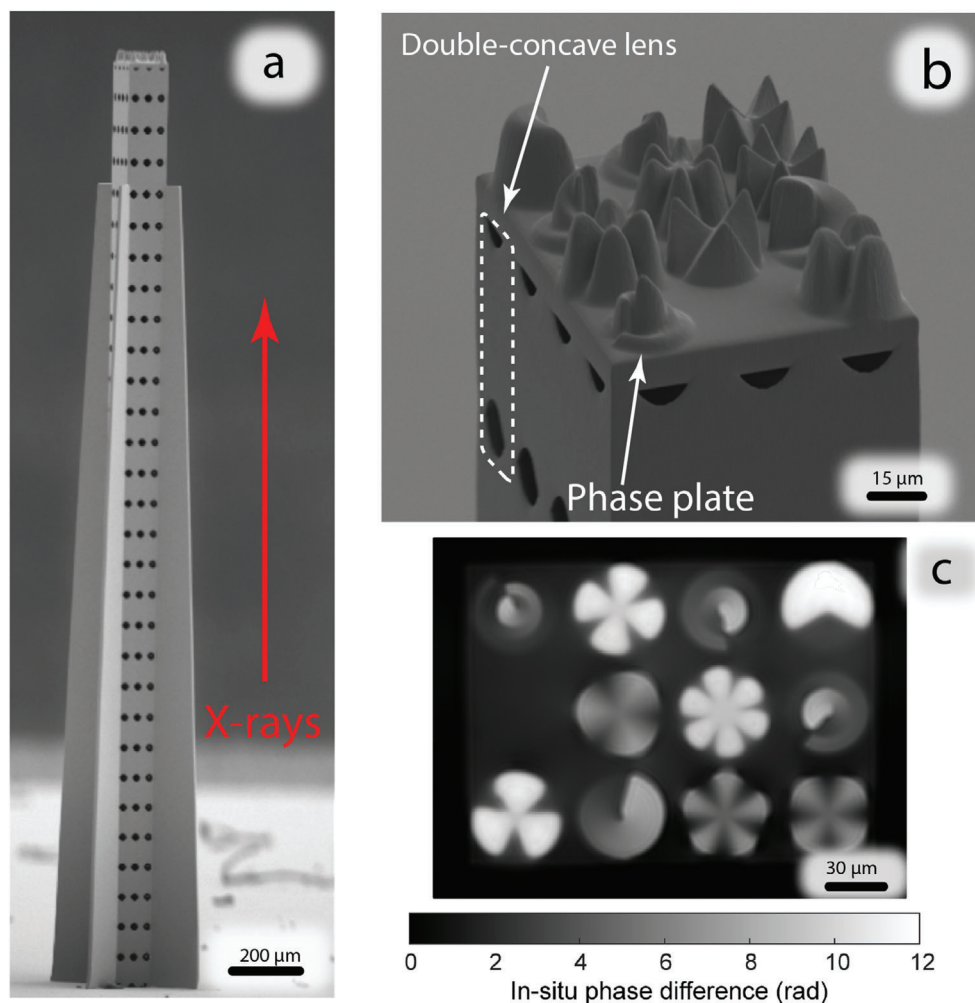 a
X-rays
200 µm
Double-concave lens
b
Phase plate
15 µm
c
30 µm
0 2 4 6 8 10 12
In-situ phase difference (rad)